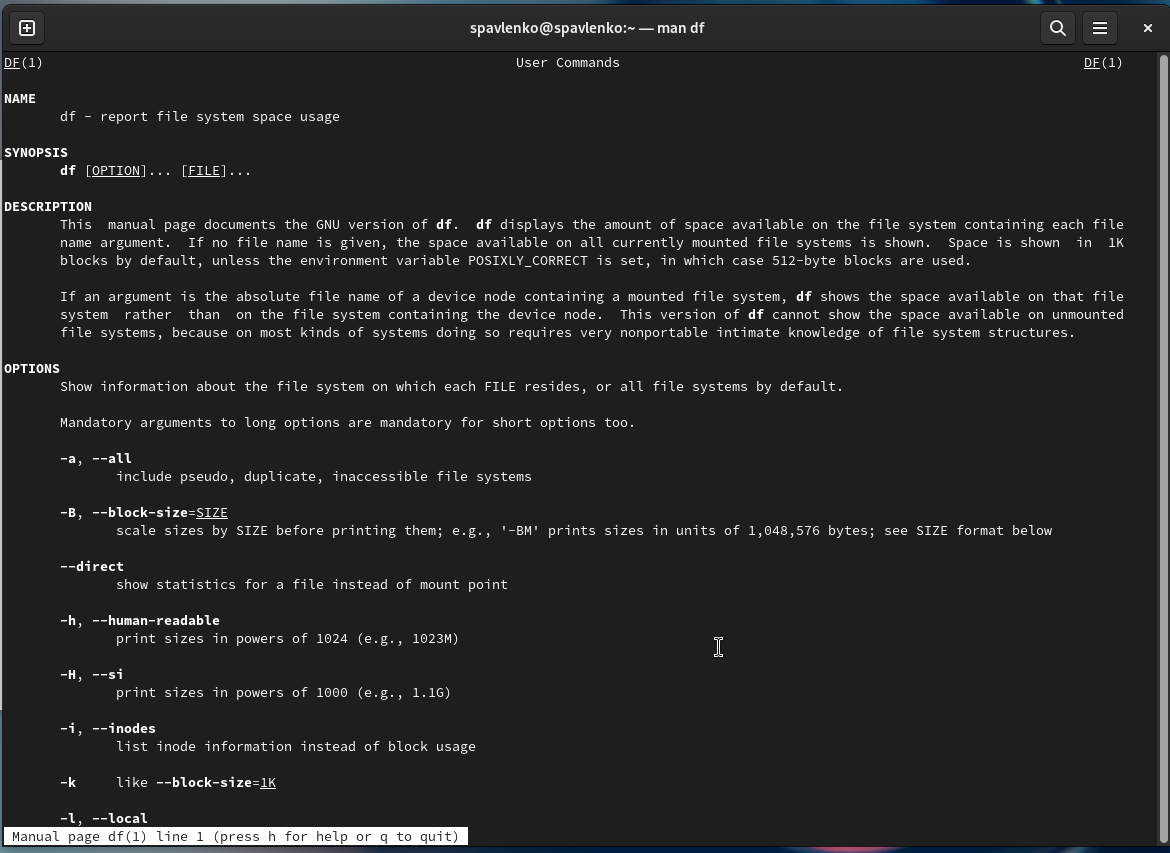 spavlenko@spavlenko:~ — man df
DF(1) User Commands DF(1)
NAME
df - report file system space usage
SYNOPSIS
df [OPTION]... [FILE]...
DESCRIPTION
This  manual page documents the GNU version of df.  df displays the amount of space available on the file system containing each file
name argument.  If no file name is given, the space available on all currently mounted file systems is shown.  Space is shown  in  1K
blocks by default, unless the environment variable POSIXLY_CORRECT is set, in which case 512-byte blocks are used.
If an argument is the absolute file name of a device node containing a mounted file system, df shows the space available on that file
system  rather  than  on the file system containing the device node.  This version of df cannot show the space available on unmounted
file systems, because on most kinds of systems doing so requires very nonportable intimate knowledge of file system structures.
OPTIONS
Show information about the file system on which each FILE resides, or all file systems by default.
Mandatory arguments to long options are mandatory for short options too.
-a, --all
include pseudo, duplicate, inaccessible file systems
-B, --block-size=SIZE
scale sizes by SIZE before printing them; e.g., '-BM' prints sizes in units of 1,048,576 bytes; see SIZE format below
--direct
show statistics for a file instead of mount point
-h, --human-readable
print sizes in powers of 1024 (e.g., 1023M)
-H, --si
print sizes in powers of 1000 (e.g., 1.1G)
-i, --inodes
list inode information instead of block usage
-k     like --block-size=1K
-l, --local
Manual page df(1) line 1 (press h for help or q to quit)